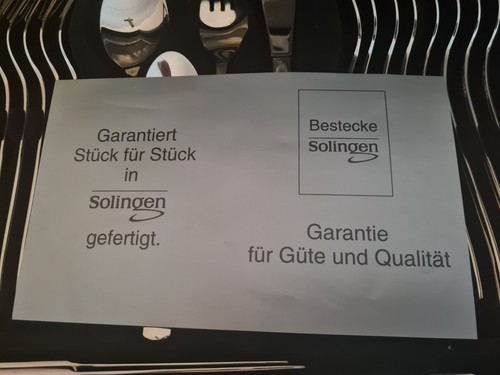 Garantiert
Stück für Stück
in
Solingen
gefertigt.
Bestecke
Solingen
Garantie
für Güte und Qualität